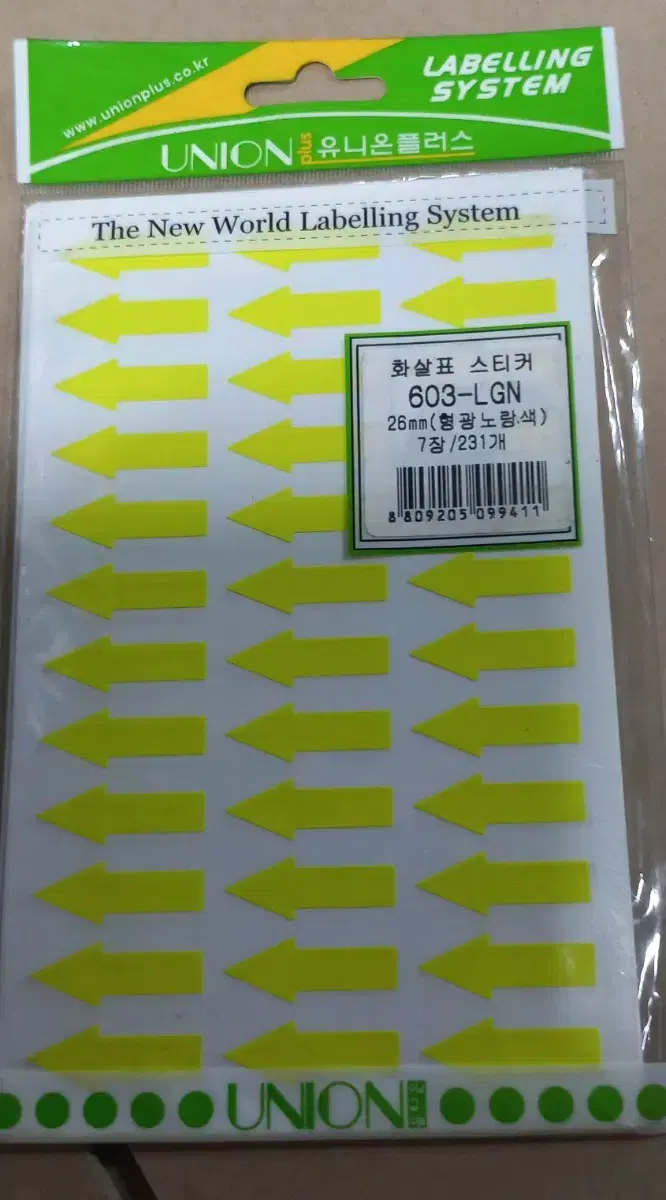 www.unionplus.co.kr
LABELLING
SYSTEM
UNION plus 유니온플러스
The New World Labelling System
화살표 스티커
603-LGN
26mm(형광노랑색)
7장/231개
8 809205 099411
UNION